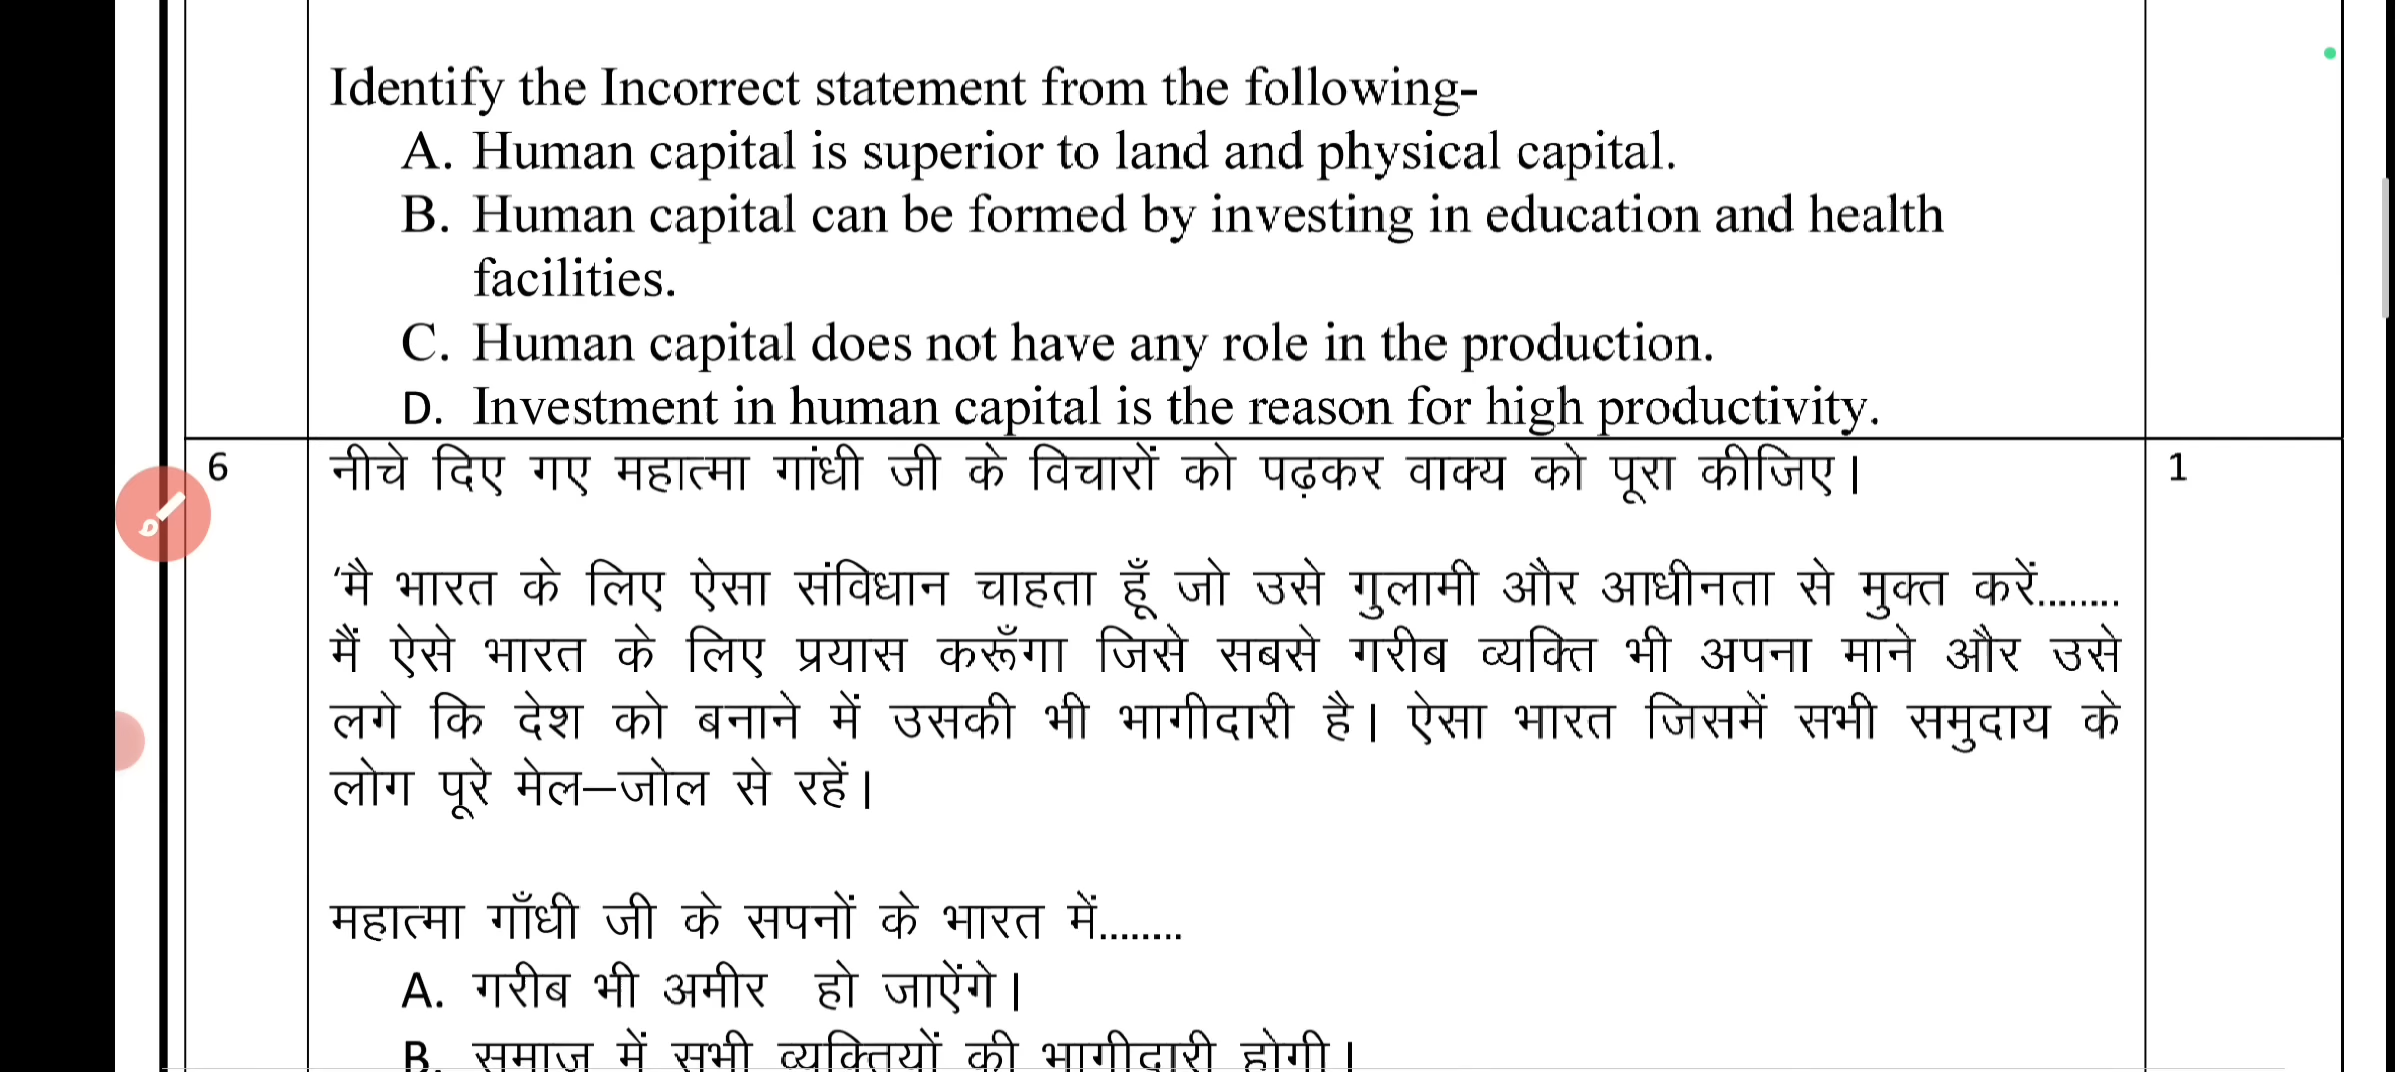 Identify the Incorrect statement from the following-
A. Human capital is superior to land and physical capital.
B. Human capital can be formed by investing in education and health
facilities.
C. Human capital does not have any role in the production.
D. Investment in human capital is the reason for high productivity.
6 नीचे दिए गए महात्मा गांधी जी के विचारों को पढ़कर वाक्य को पूरा कीजिए। 1
‘मै भारत के लिए ऐसा संविधान चाहता हूँ जो उसे गुलामी और आधीनता से मुक्त करें........
मैं ऐसे भारत के लिए प्रयास करूँगा जिसे सबसे गरीब व्यक्ति भी अपना माने और उसे
लगे कि देश को बनाने में उसकी भी भागीदारी है। ऐसा भारत जिसमें सभी समुदाय के
लोग पूरे मेल–जोल से रहें।
महात्मा गाँधी जी के सपनों के भारत में........
A. गरीब भी अमीर हो जाऐंगे।
B. समाज में सभी व्यक्तियों की भागीदारी होगी।